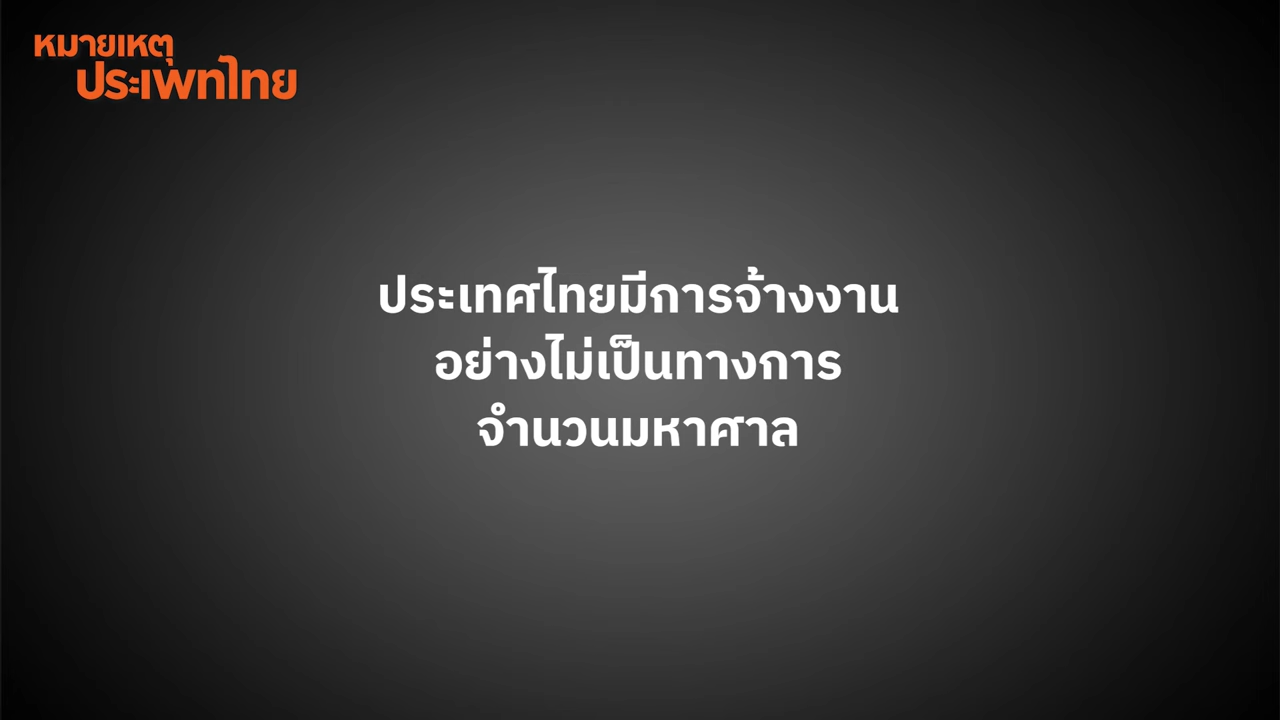 หมายเหตุ
ประเพทไทย
ประเทศไทยมีการจ้างงาน
อย่างไม่เป็นทางการ
จำนวนมหาศาล